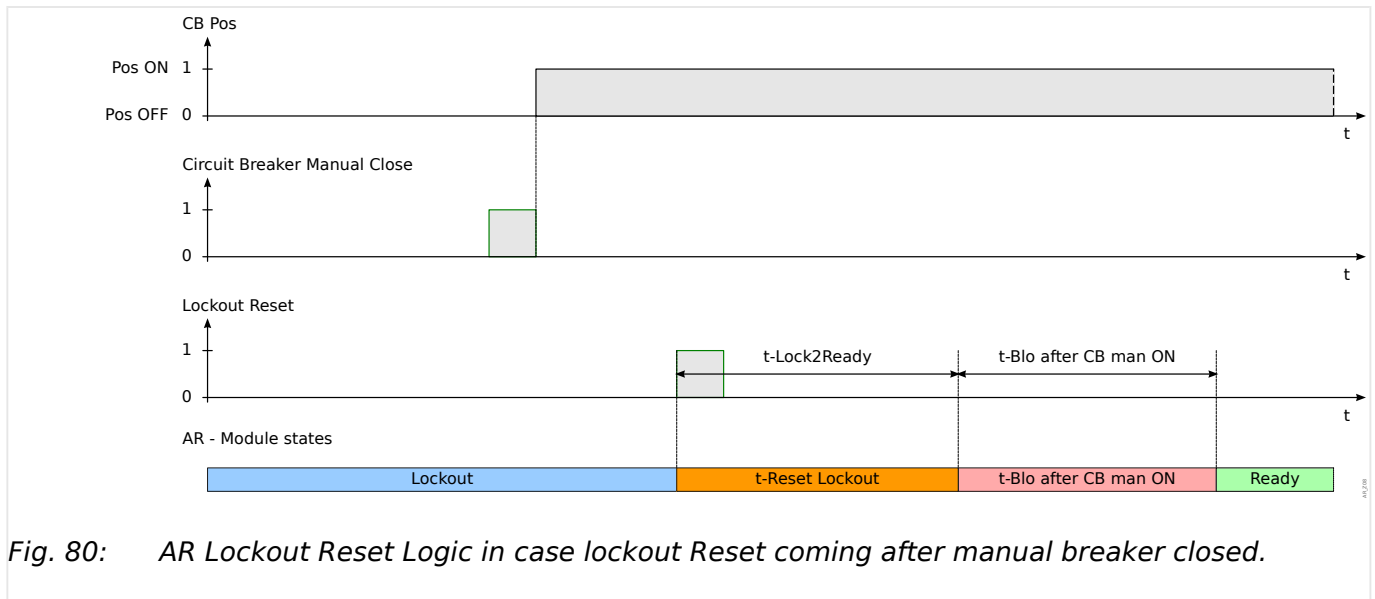 CB Pos
Pos ON 1
Pos OFF 0
t
Circuit Breaker Manual Close
1
0
t
Lockout Reset
1
t-Lock2Ready t-Blo after CB man ON
0
t
AR - Module states
Lockout t-Reset Lockout t-Blo after CB man ON Ready
Fig. 80: AR Lockout Reset Logic in case lockout Reset coming after manual breaker closed.